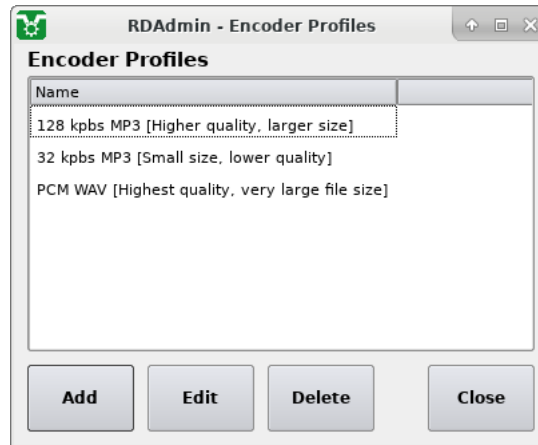 RDAdmin - Encoder Profiles
Encoder Profiles
Name
128 kpbs MP3 [Higher quality, larger size]
32 kpbs MP3 [Small size, lower quality]
PCM WAV [Highest quality, very large file size]
Add Edit Delete Close